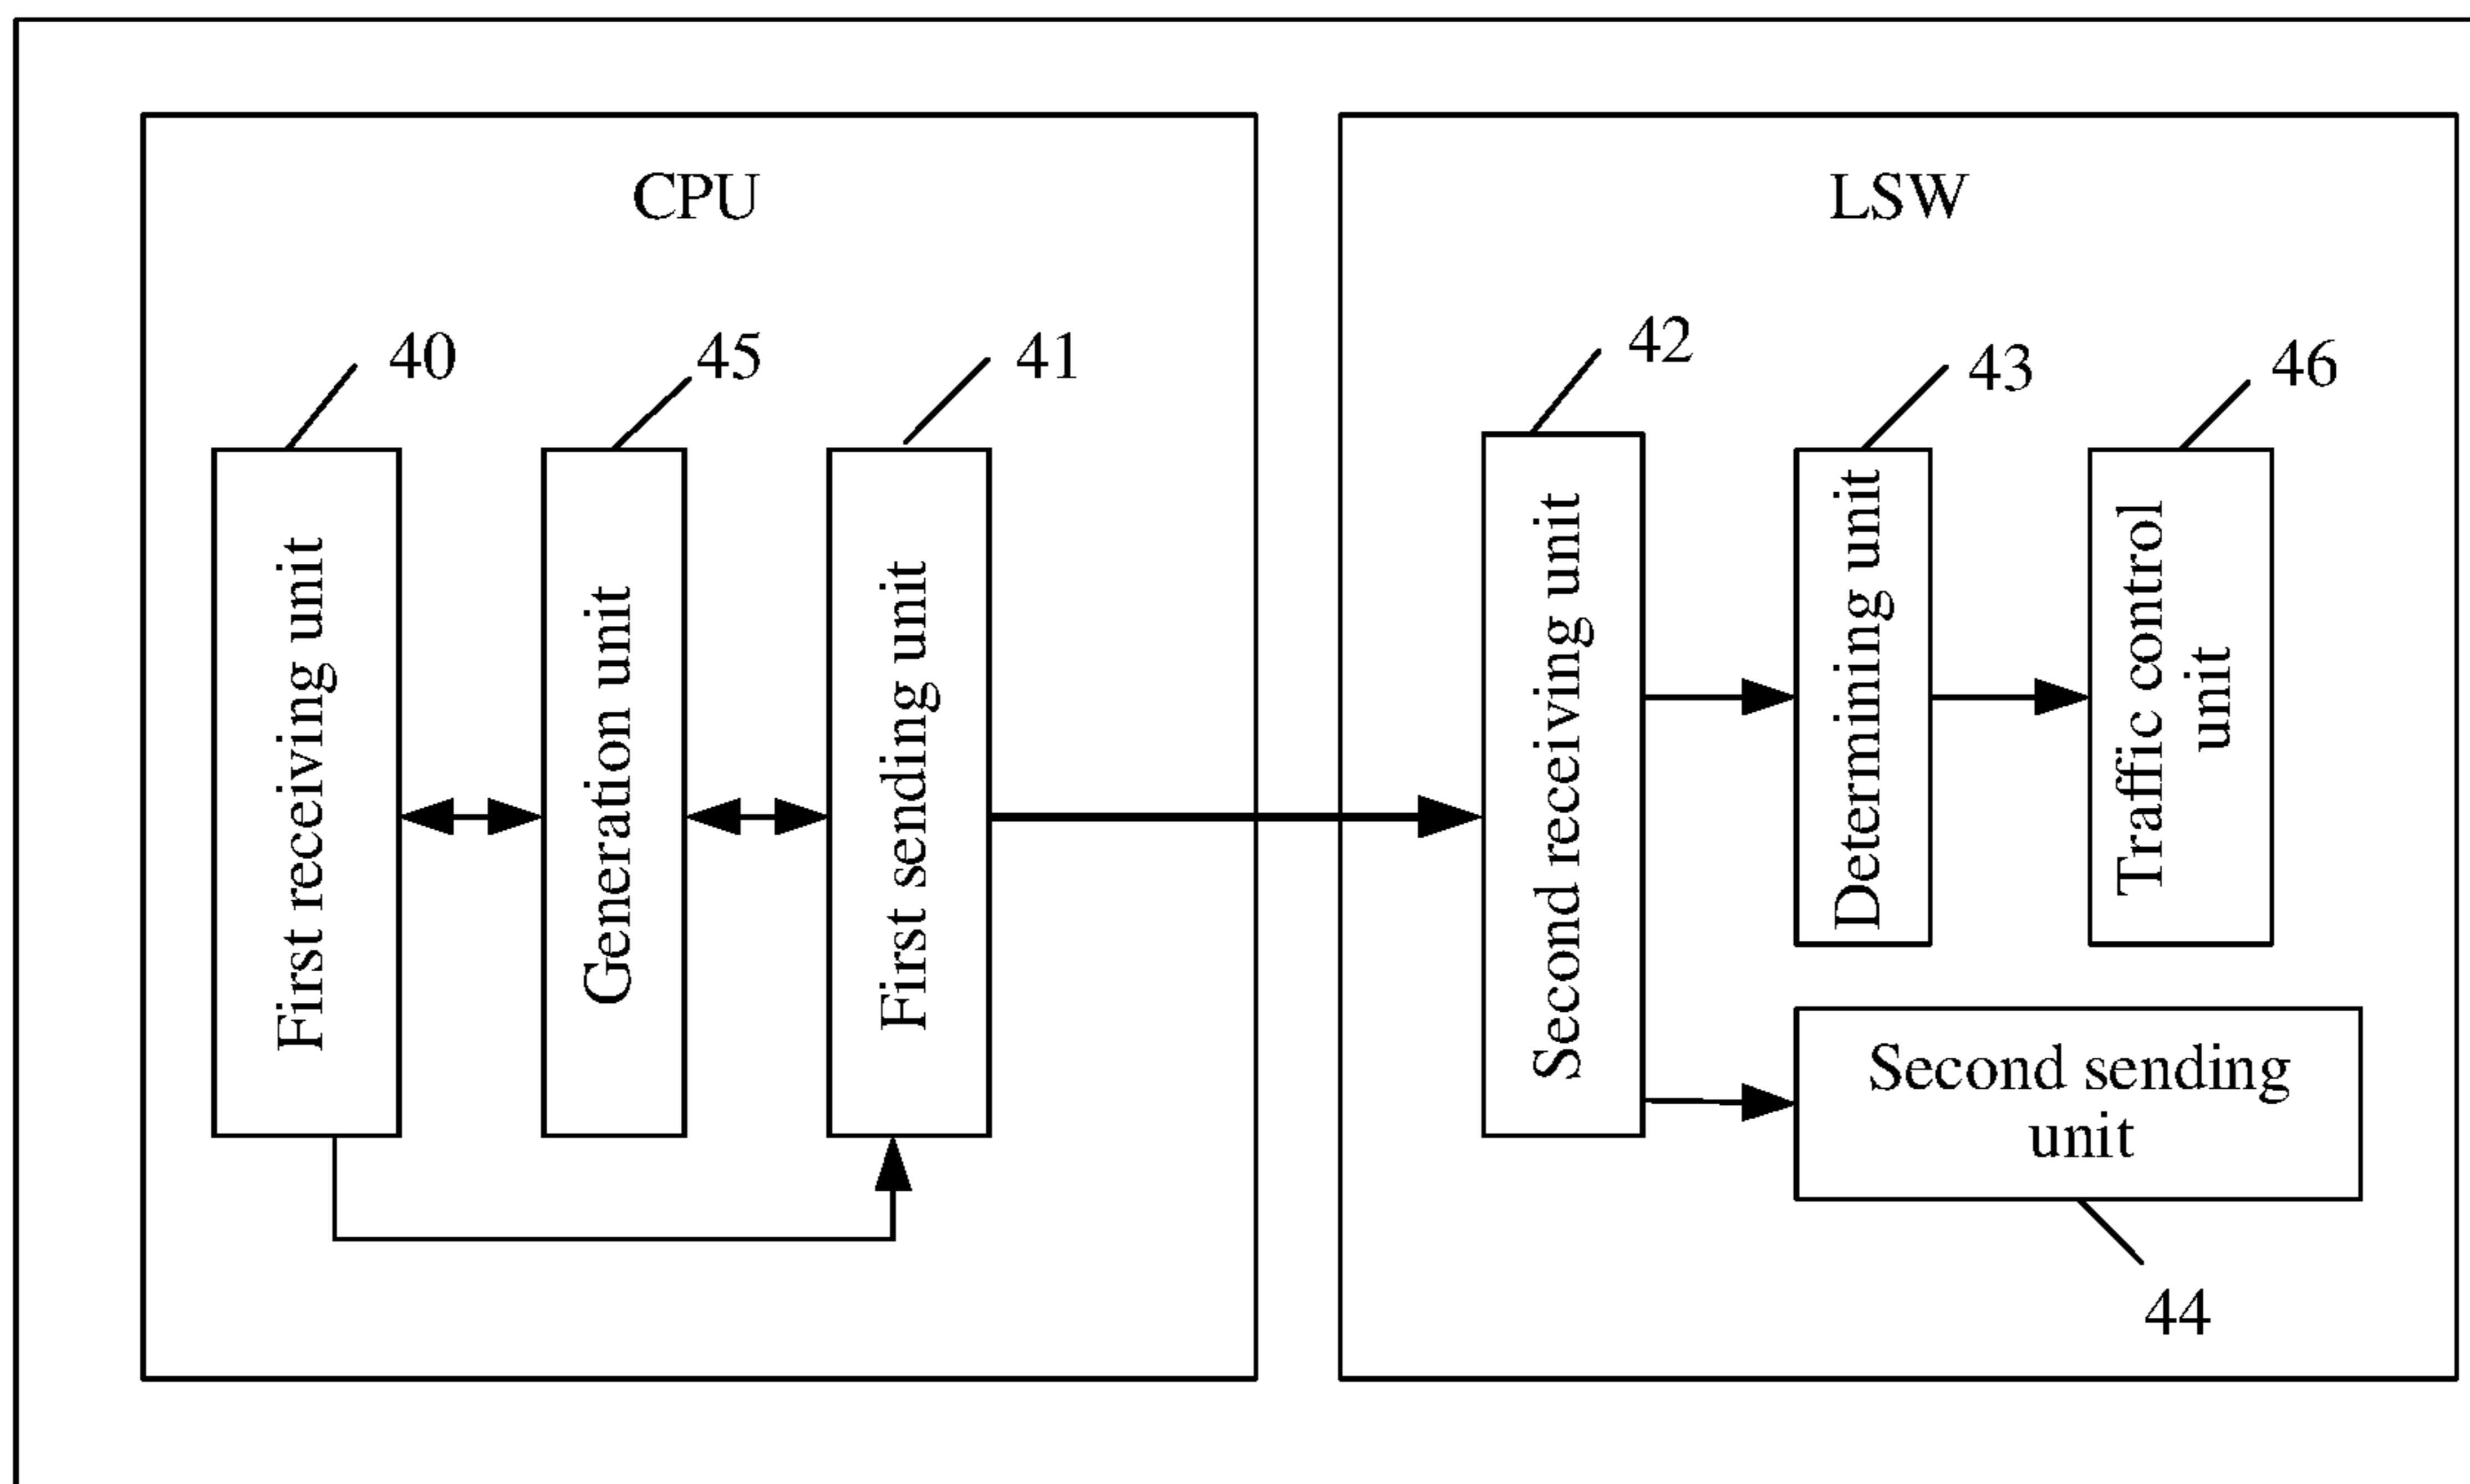 CPU
LSW
40
45
41
42
43
46
First receiving unit
Generation unit
First sending unit
Second receiving unit
Determining unit
Traffic control
unit
Second sending
unit
44